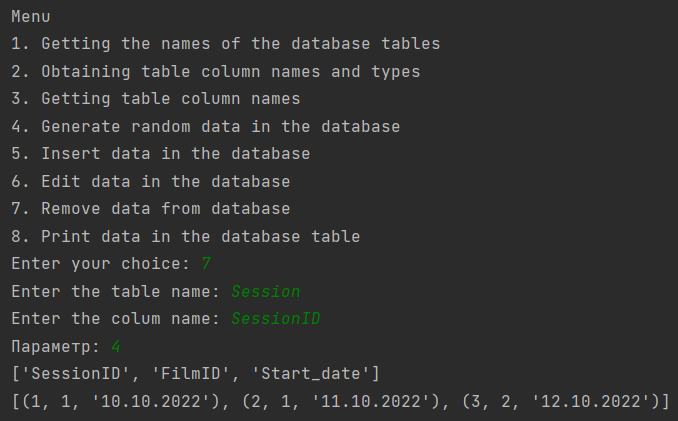 Menu
1. Getting the names of the database tables
2. Obtaining table column names and types
3. Getting table column names
4. Generate random data in the database
5. Insert data in the database
6. Edit data in the database
7. Remove data from database
8. Print data in the database table
Enter your choice: 7
Enter the table name: Session
Enter the colum name: SessionID
Параметр: 4
['SessionID', 'FilmID', 'Start_date']
[(1, 1, '10.10.2022'), (2, 1, '11.10.2022'), (3, 2, '12.10.2022')]